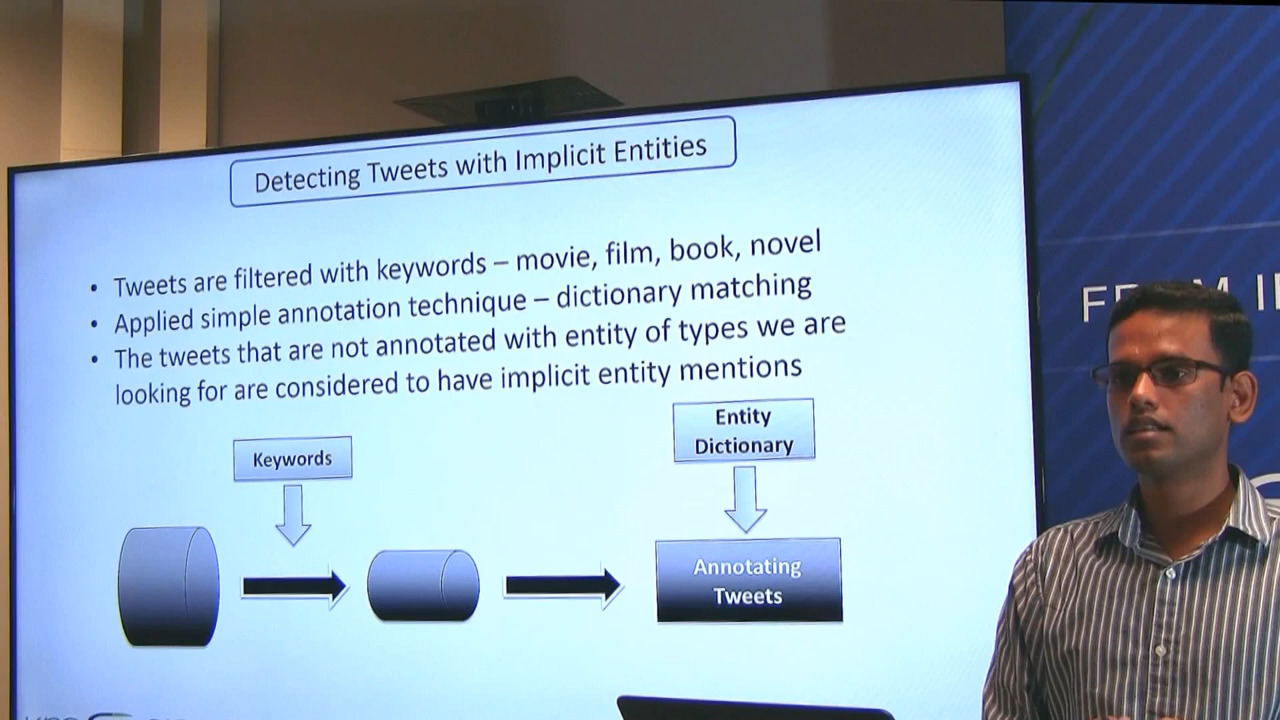 Detecting Tweets with Implicit Entities
• Tweets are filtered with keywords – movie, film, book, novel
• Applied simple annotation technique – dictionary matching
• The tweets that are not annotated with entity of types we are
looking for are considered to have implicit entity mentions
Keywords
Entity
Dictionary
Annotating
Tweets
FROM